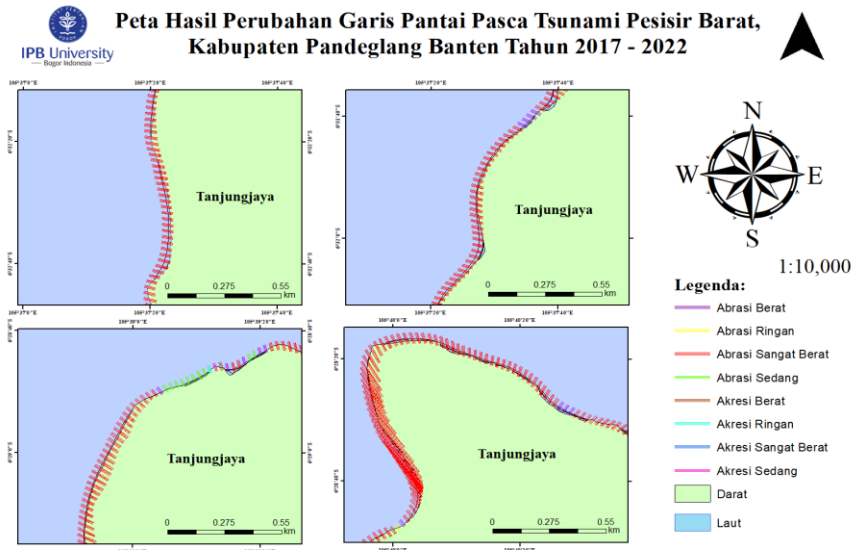 IPB University
Bogor Indonesia
Peta Hasil Perubahan Garis Pantai Pasca Tsunami Pesisir Barat,
Kabupaten Pandeglang Banten Tahun 2017 - 2022
Tanjungjaya
0 0.275 0.55
km
Tanjungjaya
0 0.275 0.55
km
Tanjungjaya
0 0.275 0.55
km
Tanjungjaya
0 0.275 0.55
km
N
W E
S
1:10,000
Legenda:
Abrasi Berat
Abrasi Ringan
Abrasi Sangat Berat
Abrasi Sedang
Akresi Berat
Akresi Ringan
Akresi Sangat Berat
Akresi Sedang
Darat
Laut